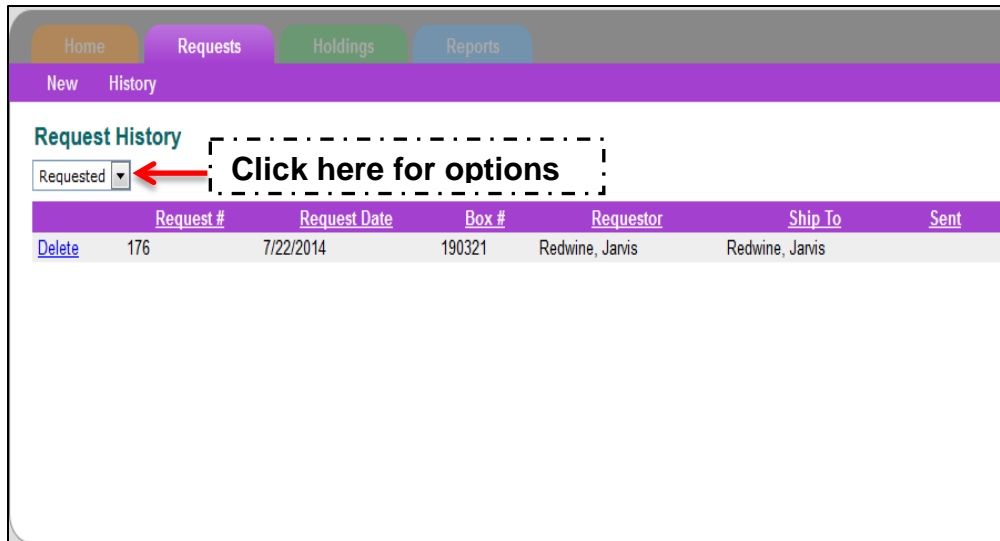 Home Requests Holdings Reports
New History
Request History
Requested Click here for options
Request # Request Date Box # Requestor Ship To Sent
Delete 176 7/22/2014 190321 Redwine, Jarvis Redwine, Jarvis